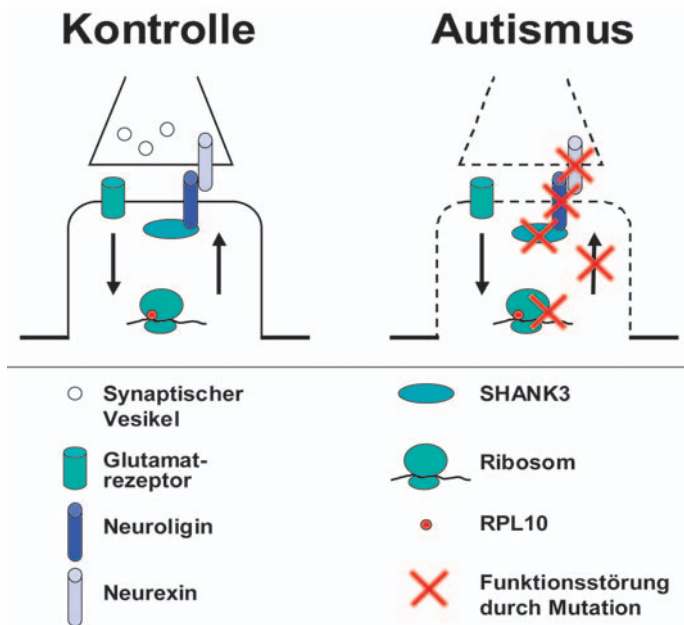 Kontrolle
Autismus
Synaptischer
Vesikel
Glutamat-
rezeptor
Neuroligin
Neurexin
SHANK3
Ribosom
RPL10
Funktionsstörung
durch Mutation